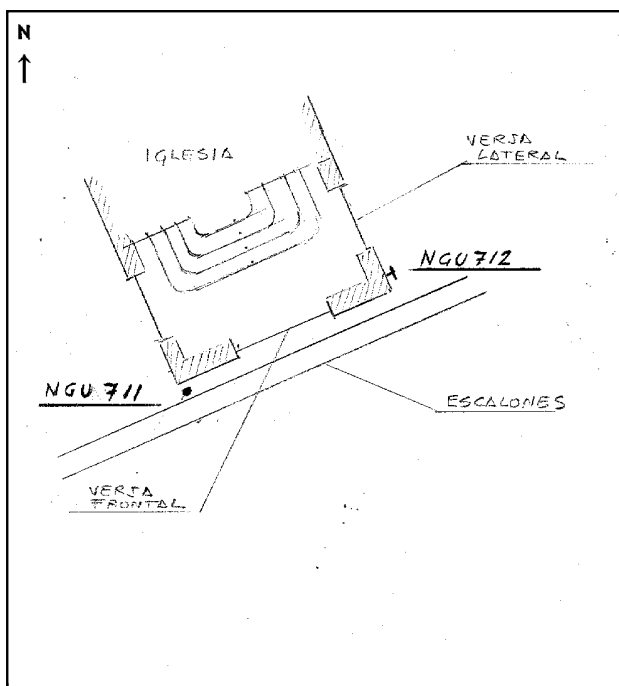 N
IGLESIA
VERJA
LATERAL
NGU 712
NGU 711
ESCALONES
VERJA
FRONTAL